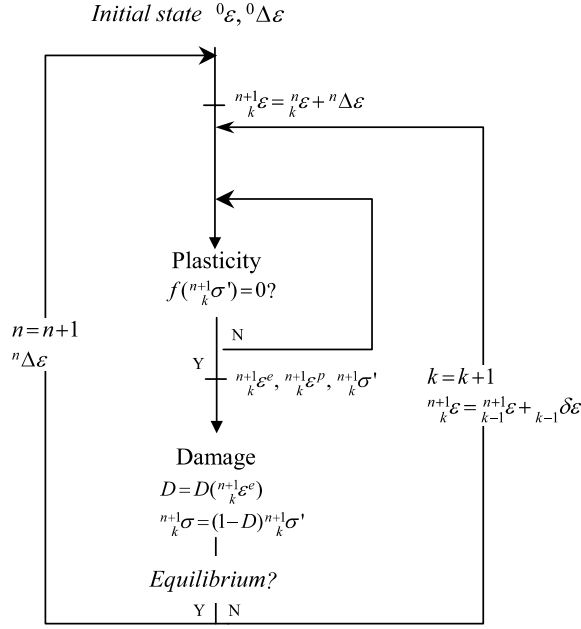 Initial state ⁰ε, ⁰Δε
ⁿ⁺¹ₖε = ⁿₖε + ⁿΔε
Plasticity
f(ⁿ⁺¹ₖσ') = 0?
N
Y
ⁿ⁺¹ₖεᵉ, ⁿ⁺¹ₖεᵖ, ⁿ⁺¹ₖσ'
n = n+1
ⁿΔε
k = k+1
ⁿ⁺¹ₖε = ⁿ⁺¹ₖ₋₁ε + ₖ₋₁δε
Damage
D = D(ⁿ⁺¹ₖεᵉ)
ⁿ⁺¹ₖσ = (1−D)ⁿ⁺¹ₖσ'
Equilibrium?
Y N